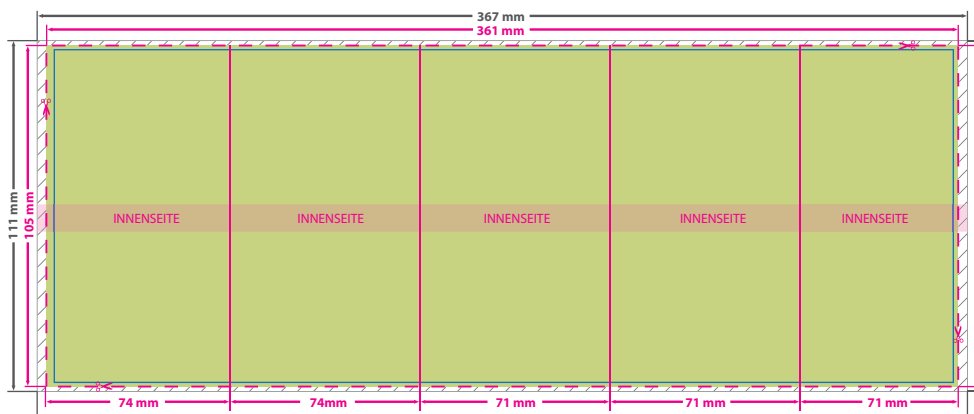 367 mm
361 mm
111 mm
105 mm
INNENSEITE INNENSEITE INNENSEITE INNENSEITE INNENSEITE
74 mm 74mm 71 mm 71 mm 71 mm